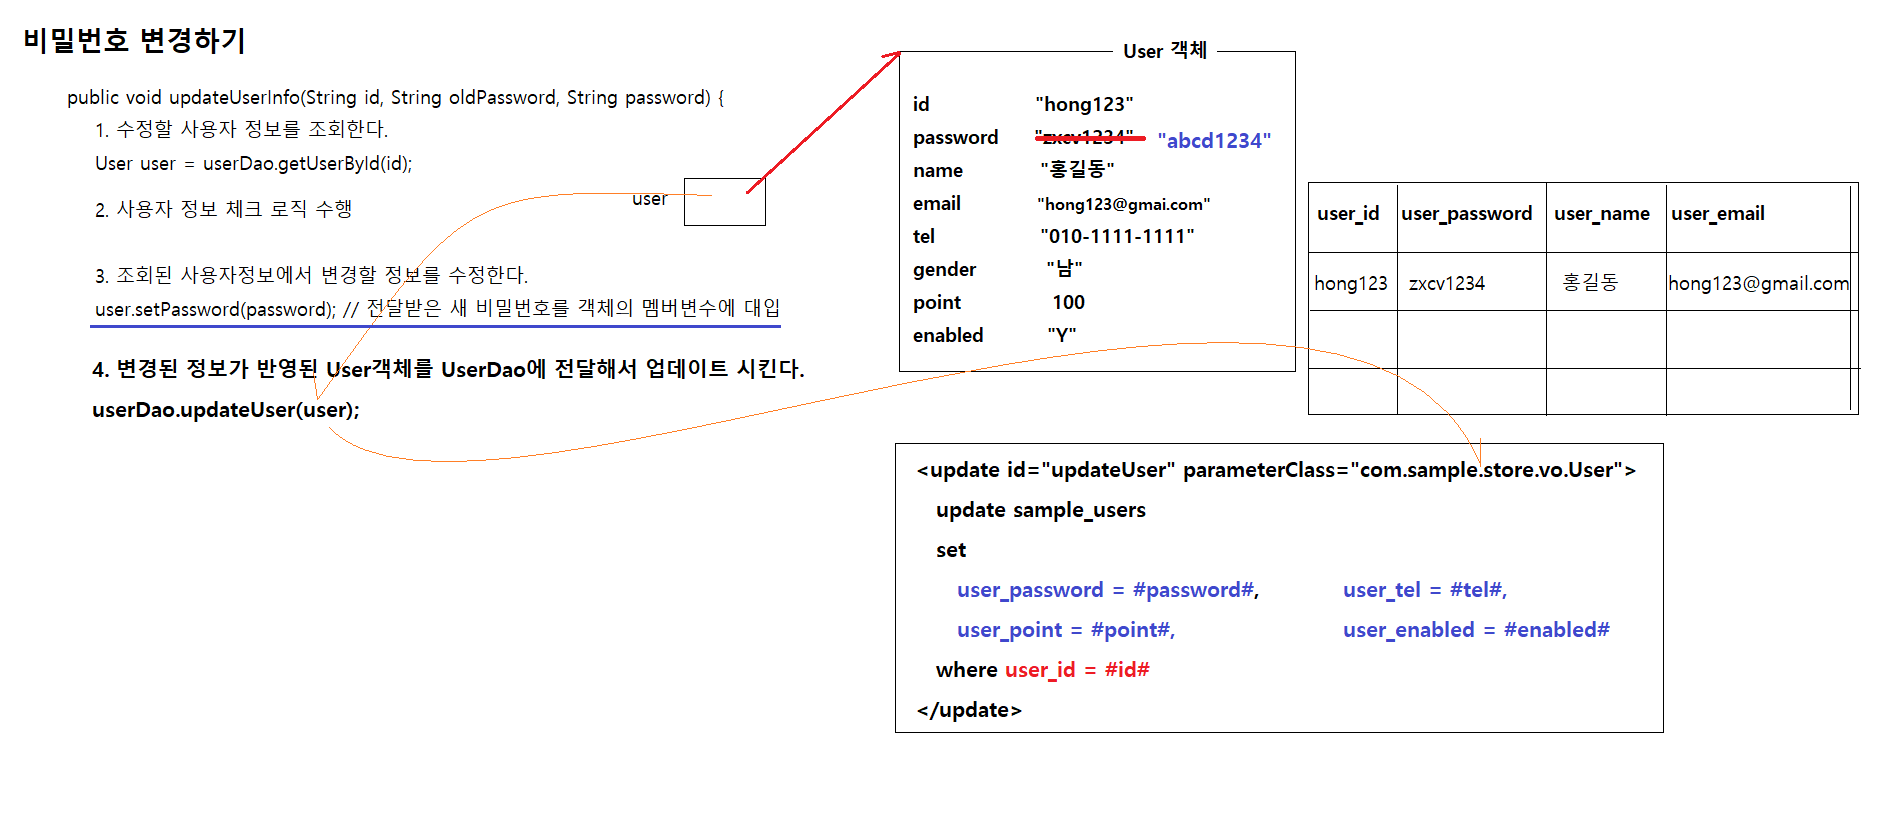 비밀번호 변경하기
public void updateUserInfo(String id, String oldPassword, String password) {
1. 수정할 사용자 정보를 조회한다.
User user = userDao.getUserById(id);
user
2. 사용자 정보 체크 로직 수행
3. 조회된 사용자정보에서 변경할 정보를 수정한다.
user.setPassword(password); // 전달받은 새 비밀번호를 객체의 멤버변수에 대입
4. 변경된 정보가 반영된 User객체를 UserDao에 전달해서 업데이트 시킨다.
userDao.updateUser(user);
User 객체
id "hong123"
password "zxcv1234" "abcd1234"
name "홍길동"
email "hong123@gmai.com"
tel "010-1111-1111"
gender "남"
point 100
enabled "Y"
user_id user_password user_name user_email
hong123 zxcv1234 홍길동 hong123@gmail.com
<update id="updateUser" parameterClass="com.sample.store.vo.User">
update sample_users
set
user_password = #password#, user_tel = #tel#,
user_point = #point#, user_enabled = #enabled#
where user_id = #id#
</update>